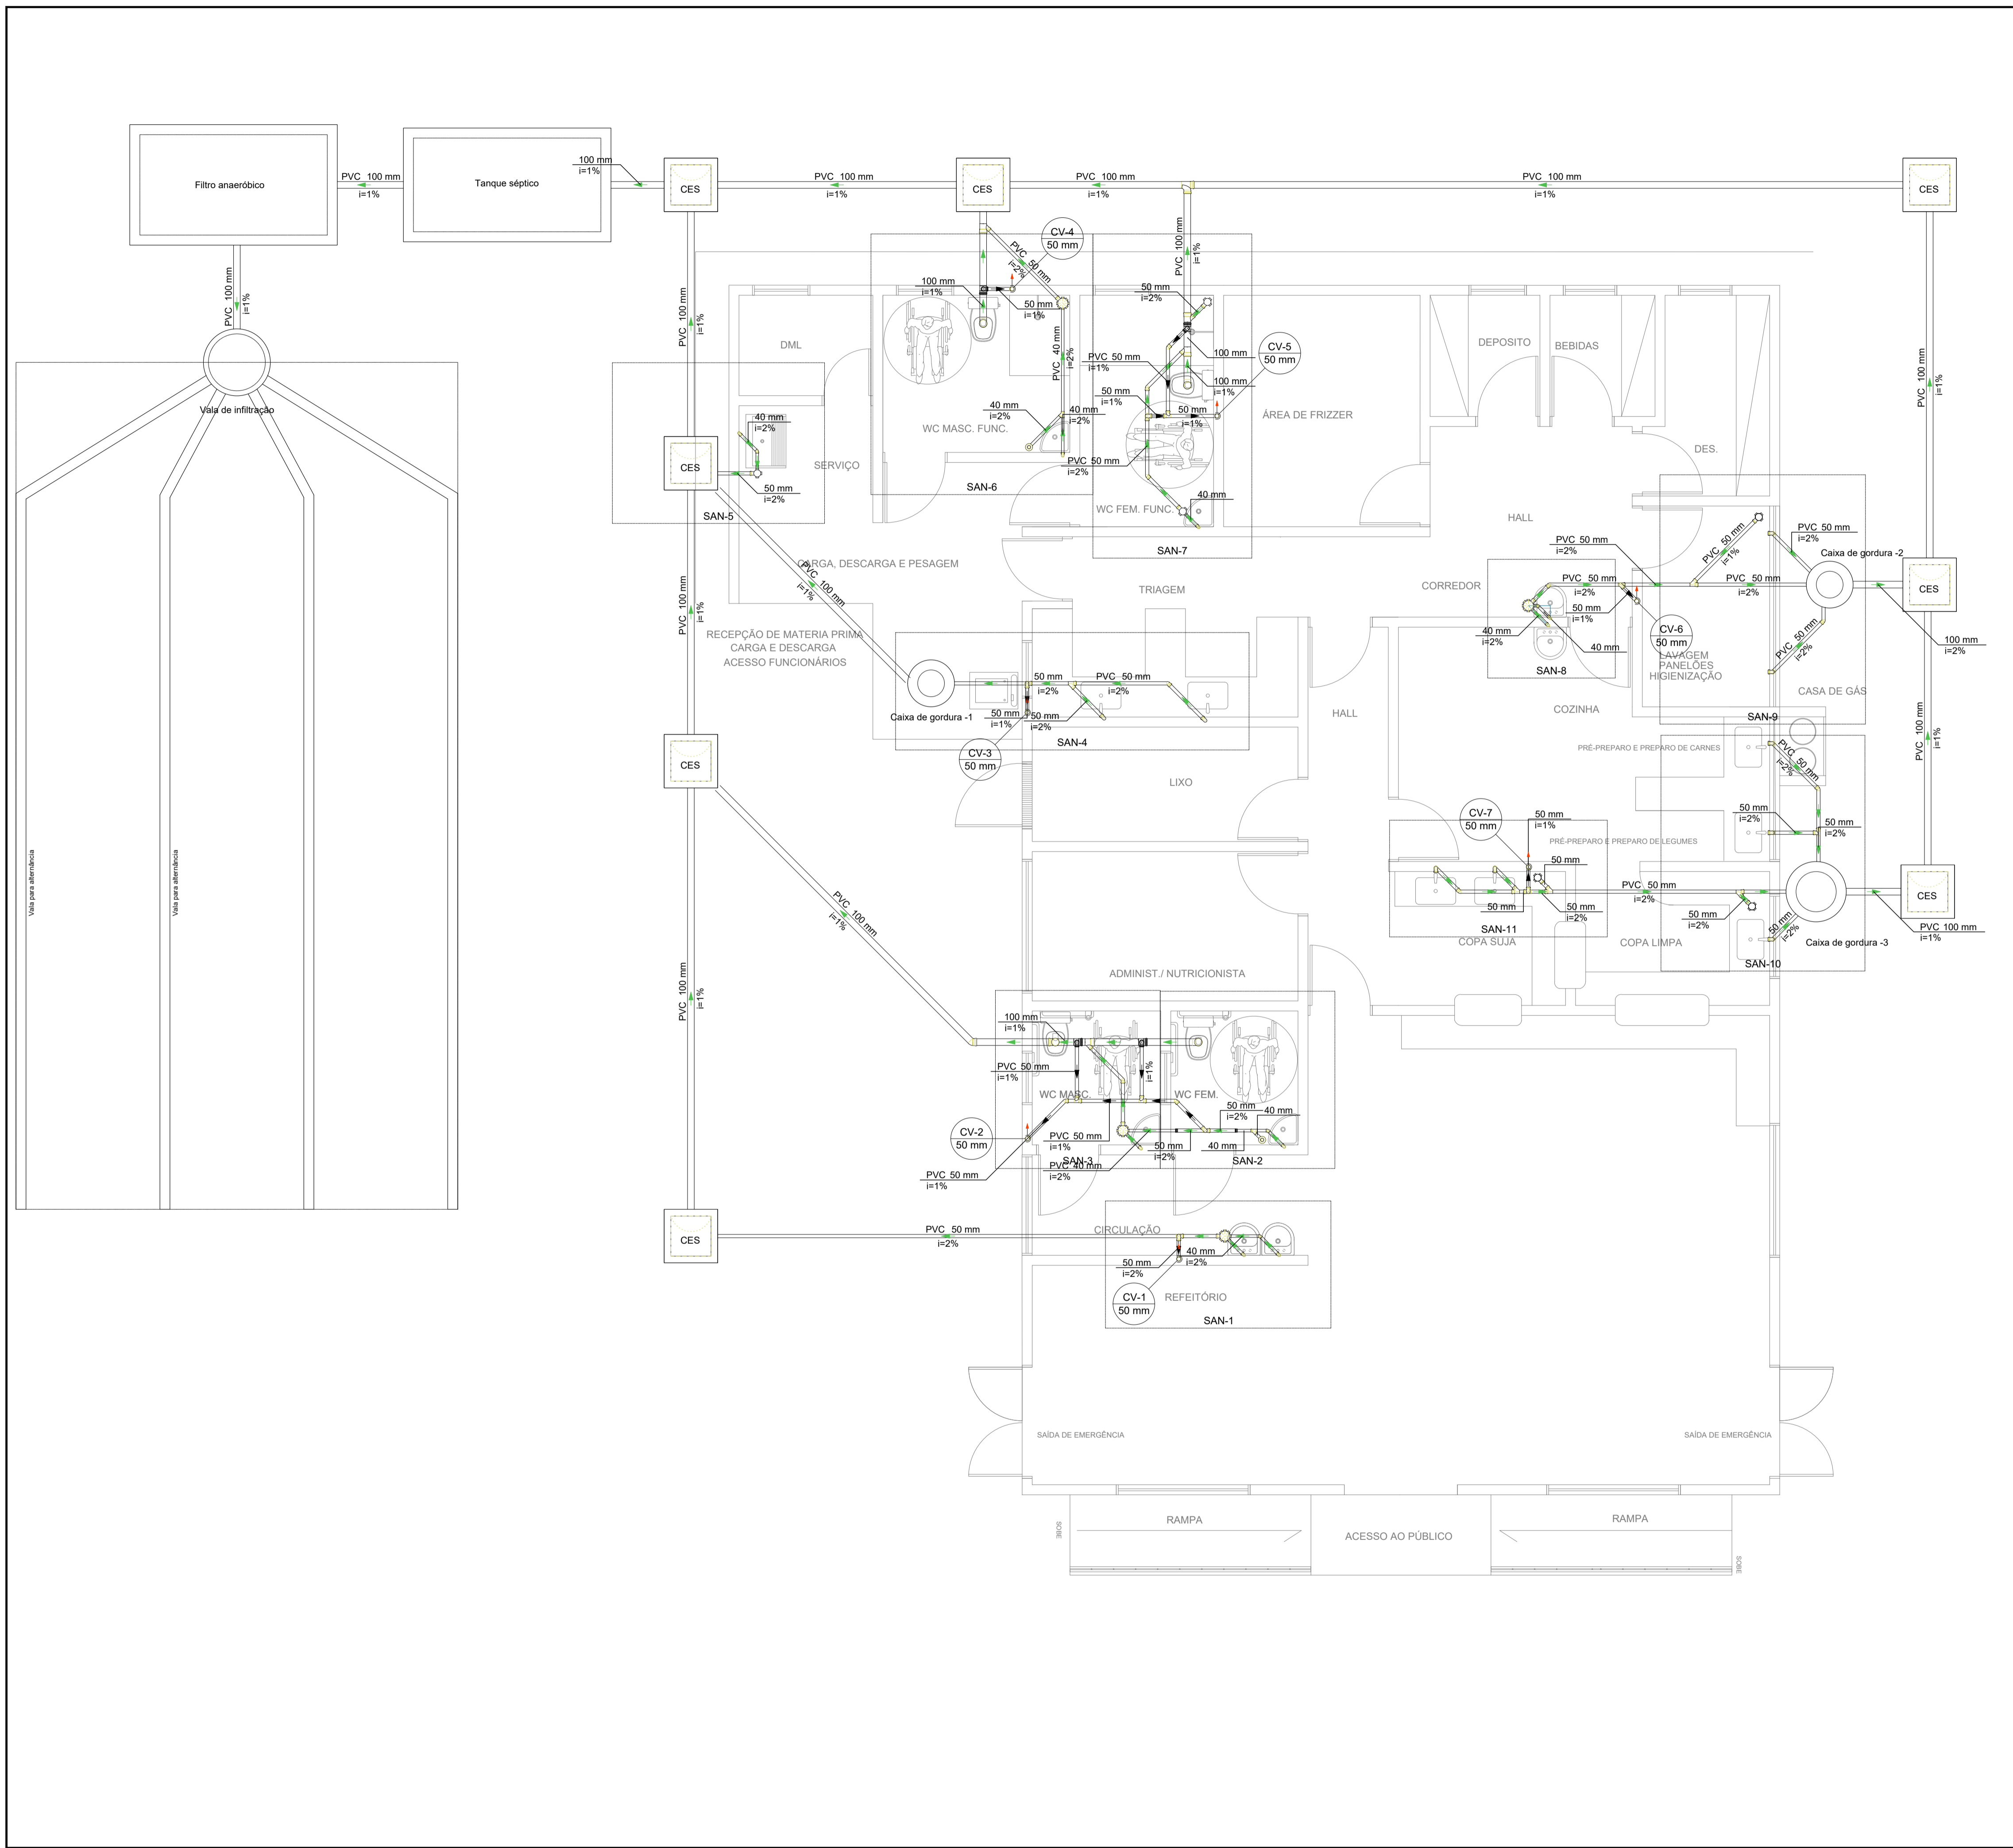 PVC 100 mm
i=1%
Filtro anaeróbico
Tanque séptico
100 mm
i=1%
CES
PVC 100 mm
i=1%
CES
PVC 100 mm
i=1%
PVC 100 mm
i=1%
CES
PVC 100 mm
i=1%
Vala de infiltração
Vala para alternância
Vala para alternância
PVC 100 mm
i=1%
CV-4
50 mm
PVC 50 mm
i=2%
100 mm
i=1%
50 mm
i=1%
PVC 40 mm
i=2%
40 mm
i=2%
40 mm
i=2%
WC MASC. FUNC.
SAN-6
DML
40 mm
i=2%
SERVIÇO
CES
50 mm
i=2%
SAN-5
PVC 100 mm
i=1%
50 mm
i=2%
CV-5
50 mm
100 mm
100 mm
i=1%
PVC 50 mm
i=1%
50 mm
i=1%
50 mm
i=1%
PVC 50 mm
i=2%
40 mm
WC FEM. FUNC.
SAN-7
ÁREA DE FRIZZER
DEPOSITO
BEBIDAS
DES.
HALL
PVC 100 mm
i=1%
PVC 50 mm
i=2%
PVC 50 mm
i=1%
PVC 50 mm
i=2%
Caixa de gordura -2
PVC 50 mm
i=2%
CES
100 mm
i=2%
PVC 50 mm
i=2%
PVC 50 mm
i=2%
50 mm
i=1%
40 mm
i=2%
40 mm
CV-6
50 mm
SAN-8
CORREDOR
LAVAGEM
PANELÕES
HIGIENIZAÇÃO
CASA DE GÁS
SAN-9
COZINHA
CARGA, DESCARGA E PESAGEM
PVC 100 mm
i=1%
TRIAGEM
PVC 100 mm
i=1%
RECEPÇÃO DE MATERIA PRIMA
CARGA E DESCARGA
ACESSO FUNCIONÁRIOS
Caixa de gordura -1
50 mm
i=2%
PVC 50 mm
i=2%
50 mm
i=1%
50 mm
i=2%
CV-3
50 mm
SAN-4
HALL
CES
LIXO
PRÉ-PREPARO E PREPARO DE CARNES
PVC 50 mm
i=2%
50 mm
i=2%
50 mm
i=2%
PVC 100 mm
i=1%
CV-7
50 mm
50 mm
i=1%
PRÉ-PREPARO E PREPARO DE LEGUMES
50 mm
PVC 50 mm
i=2%
50 mm
50 mm
i=2%
50 mm
i=2%
50 mm
i=2%
CES
PVC 100 mm
i=1%
Caixa de gordura -3
SAN-11
COPA SUJA
COPA LIMPA
SAN-10
PVC 100 mm
i=1%
ADMINIST./ NUTRICIONISTA
PVC 100 mm
i=1%
100 mm
i=1%
PVC 50 mm
i=1%
i=1%
WC MASC.
WC FEM.
50 mm
i=2%
40 mm
CV-2
50 mm
PVC 50 mm
i=1%
50 mm
i=2%
40 mm
SAN-3
PVC 40 mm
i=2%
SAN-2
PVC 50 mm
i=1%
CES
PVC 50 mm
i=2%
CIRCULAÇÃO
40 mm
i=2%
50 mm
i=2%
CV-1
50 mm
REFEITÓRIO
SAN-1
SAÍDA DE EMERGÊNCIA
SAÍDA DE EMERGÊNCIA
SOBE
RAMPA
ACESSO AO PÚBLICO
RAMPA
SOBE